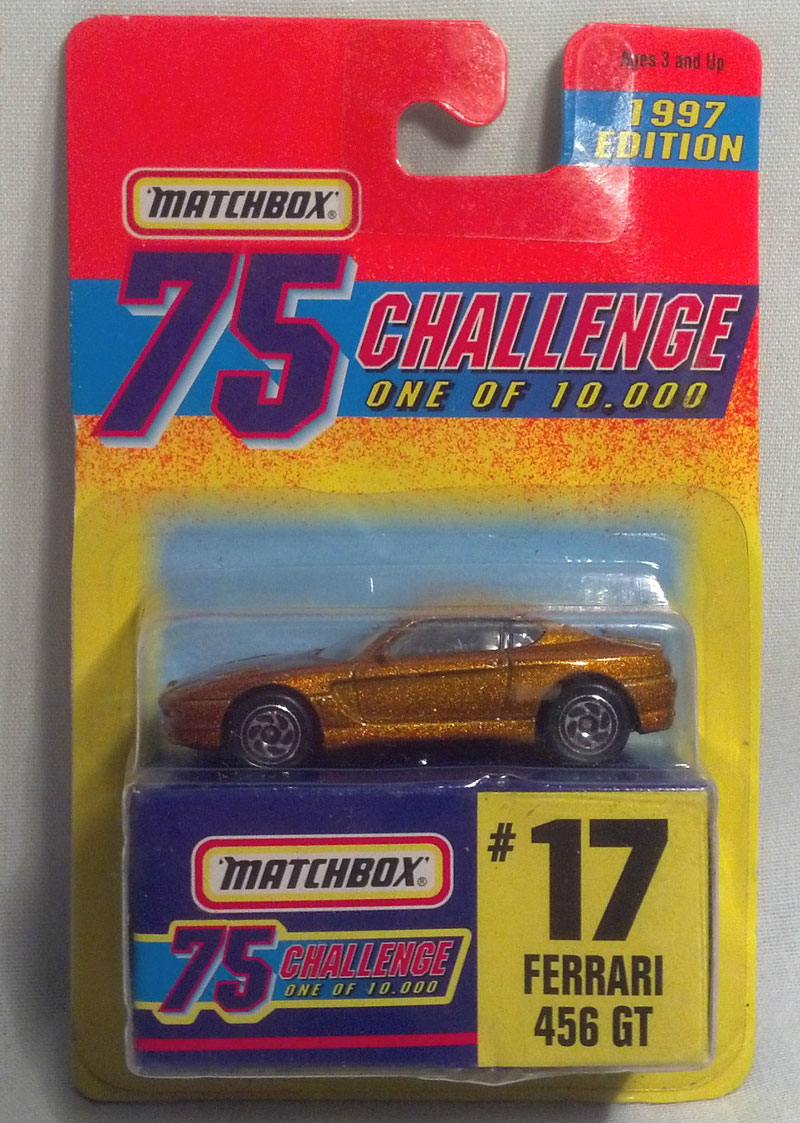 Ages 3 and Up
1997
EDITION
'MATCHBOX'®
75
CHALLENGE
ONE OF 10.000
# 17
FERRARI
456 GT
'MATCHBOX'®
75
CHALLENGE
ONE OF 10.000